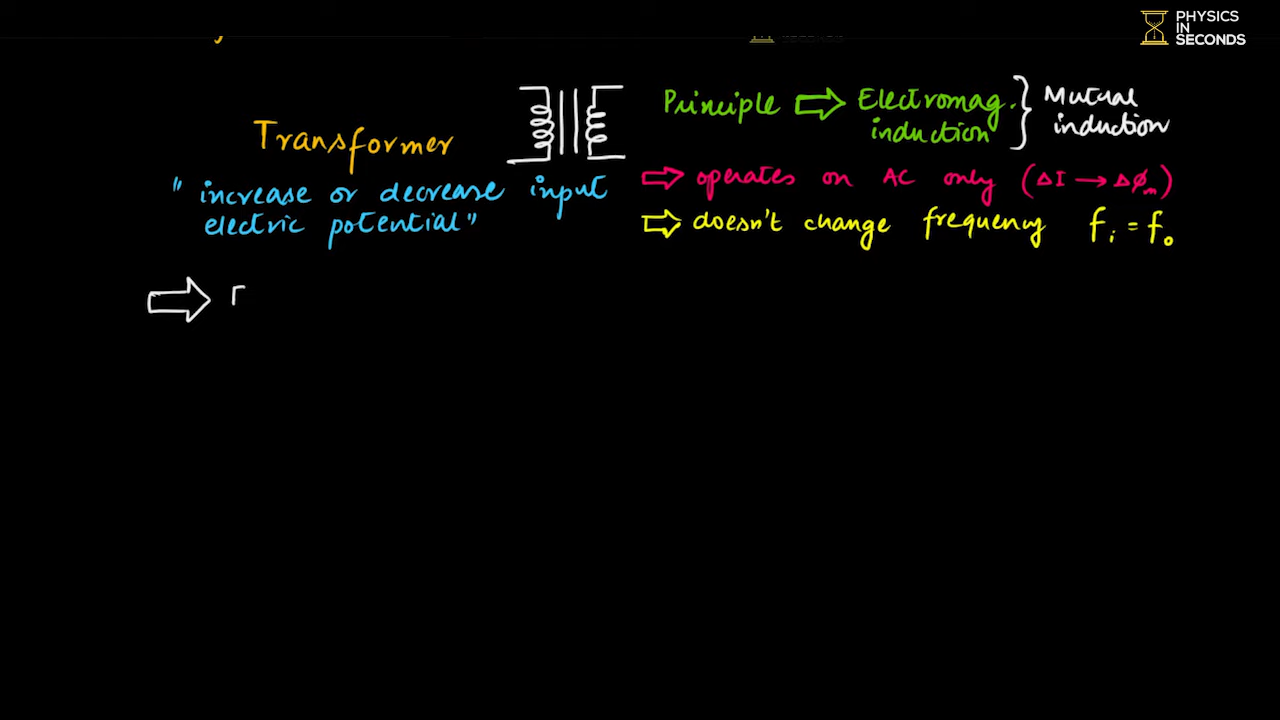 PHYSICS
IN
SECONDS
Transformer
" increase or decrease input
electric potential "
Principle ⇒ Electromag.
induction } Mutual
induction
⇒ operates on AC only (ΔI → Δϕm)
⇒ doesn't change frequency fi = fo
⇒